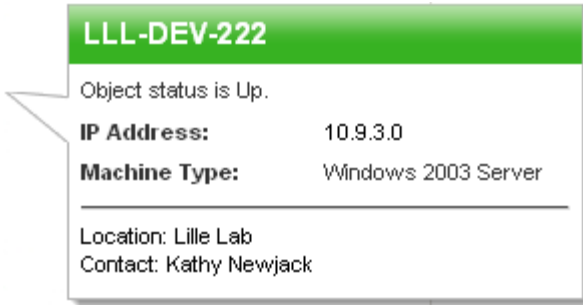 LLL-DEV-222
Object status is Up.
IP Address: 10.9.3.0
Machine Type: Windows 2003 Server
Location: Lille Lab
Contact: Kathy Newjack